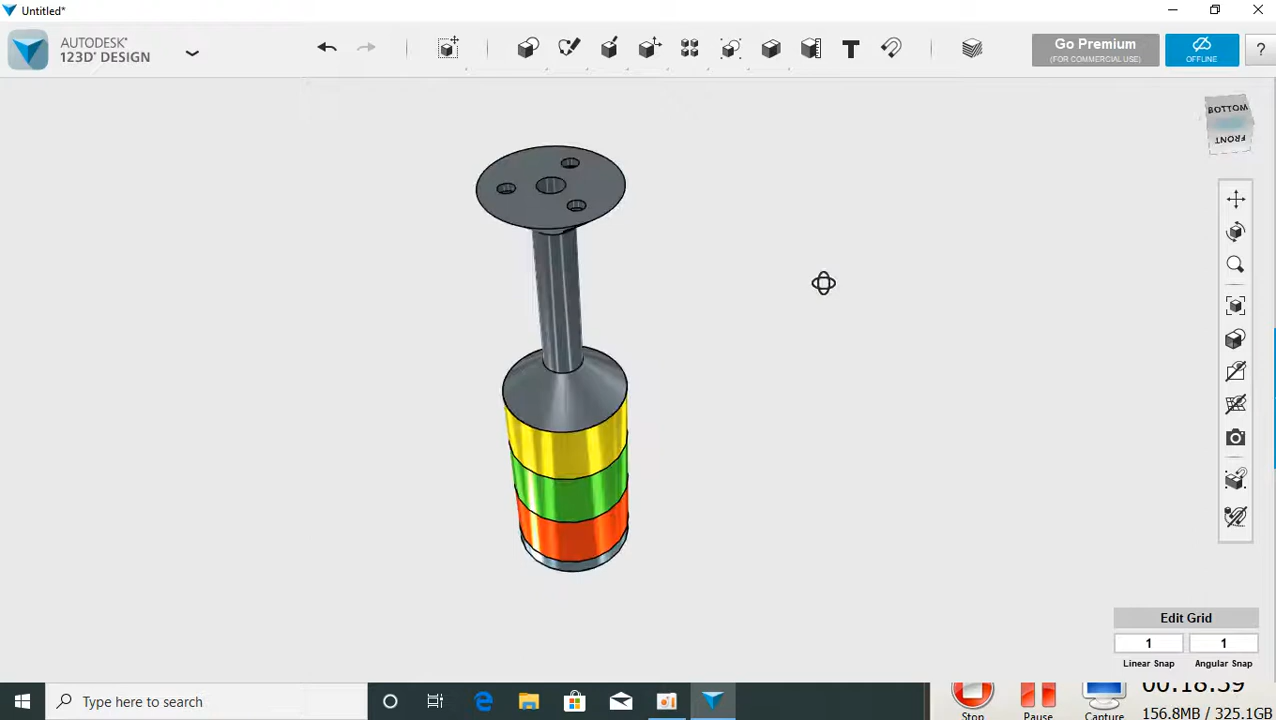 Untitled*
AUTODESK®
123D® DESIGN
Go Premium
(FOR COMMERCIAL USE)
OFFLINE
?
BOTTOM
FRONT
T
Edit Grid
1
1
Linear Snap
Angular Snap
Type here to search
Stop
Pause
Capture
00:18:39
156.8MB / 325.1GB